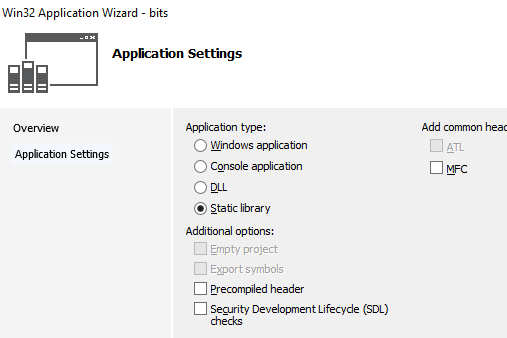 Win32 Application Wizard - bits
Application Settings
Overview
Application Settings
Application type:
Windows application
Console application
DLL
Static library
Additional options:
Empty project
Export symbols
Precompiled header
Security Development Lifecycle (SDL)
checks
Add common head
ATL
MFC